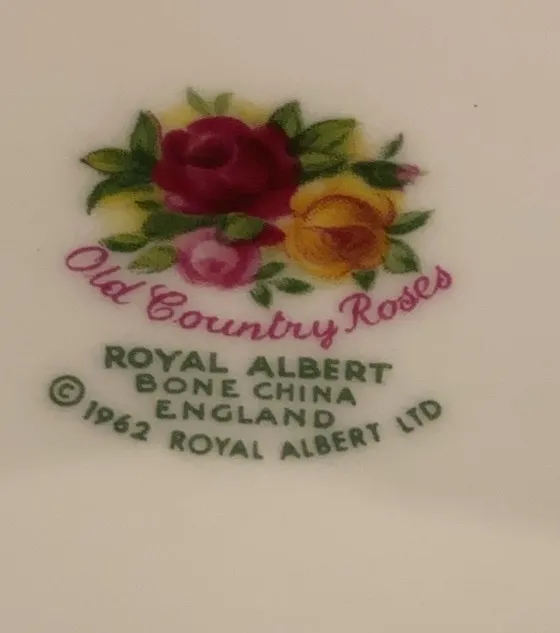 Old Country Roses
ROYAL ALBERT
BONE CHINA
ENGLAND
© 1962 ROYAL ALBERT LTD